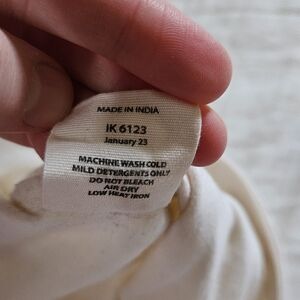 MADE IN INDIA
IK 6123
January 23
MACHINE WASH COLD
MILD DETERGENTS ONLY
DO NOT BLEACH
AIR DRY
LOW HEAT IRON